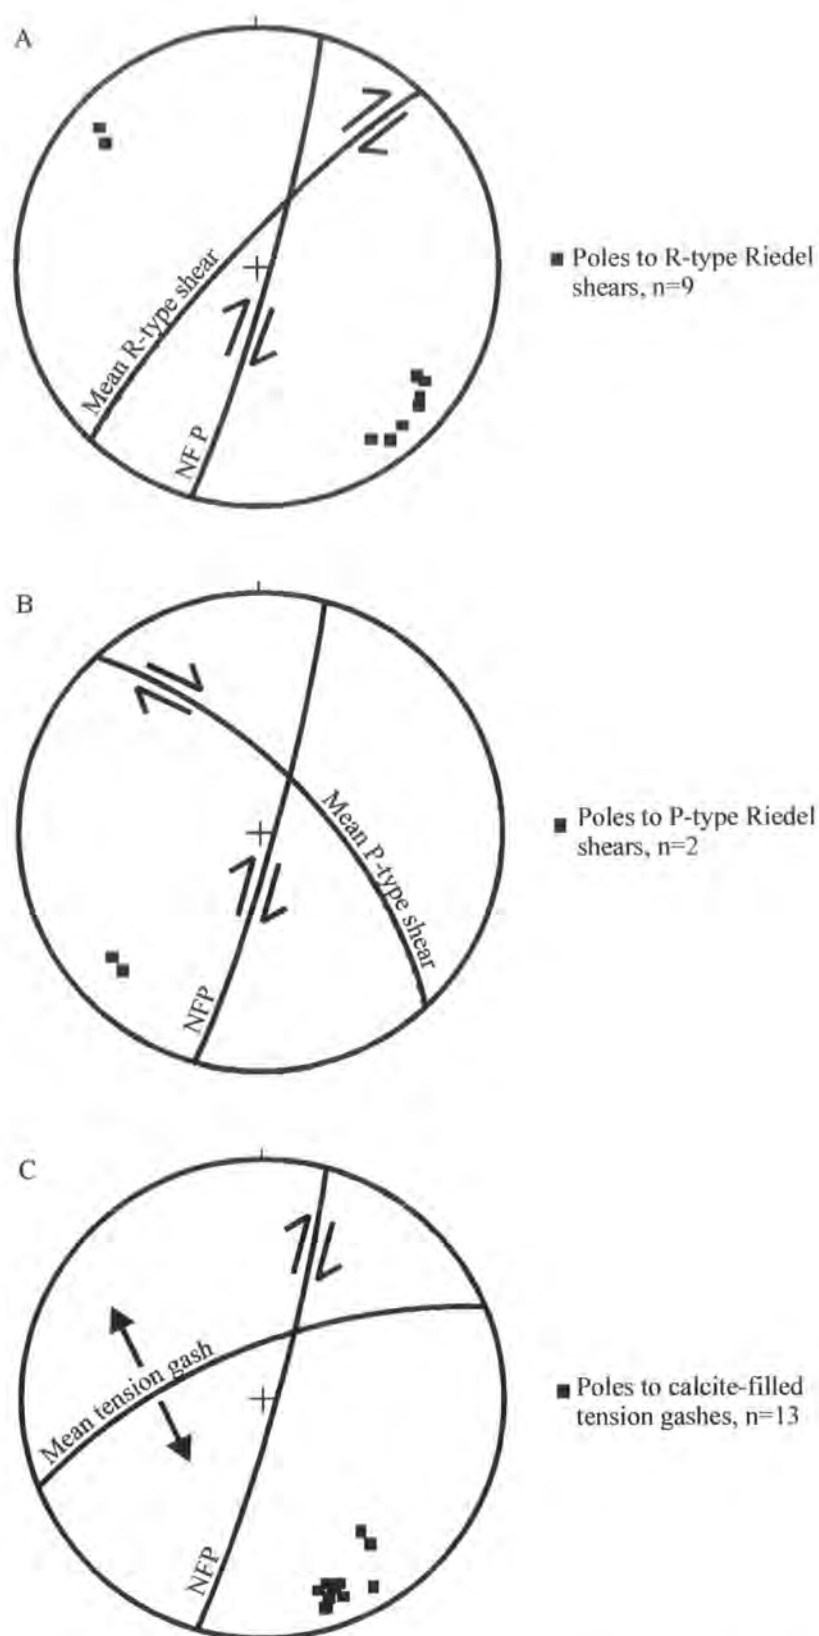 A
Mean R-type shear
NF P
Poles to R-type Riedel
shears, n=9
B
Mean P-type shear
NFP
Poles to P-type Riedel
shears, n=2
C
Mean tension gash
NFP
Poles to calcite-filled
tension gashes, n=13